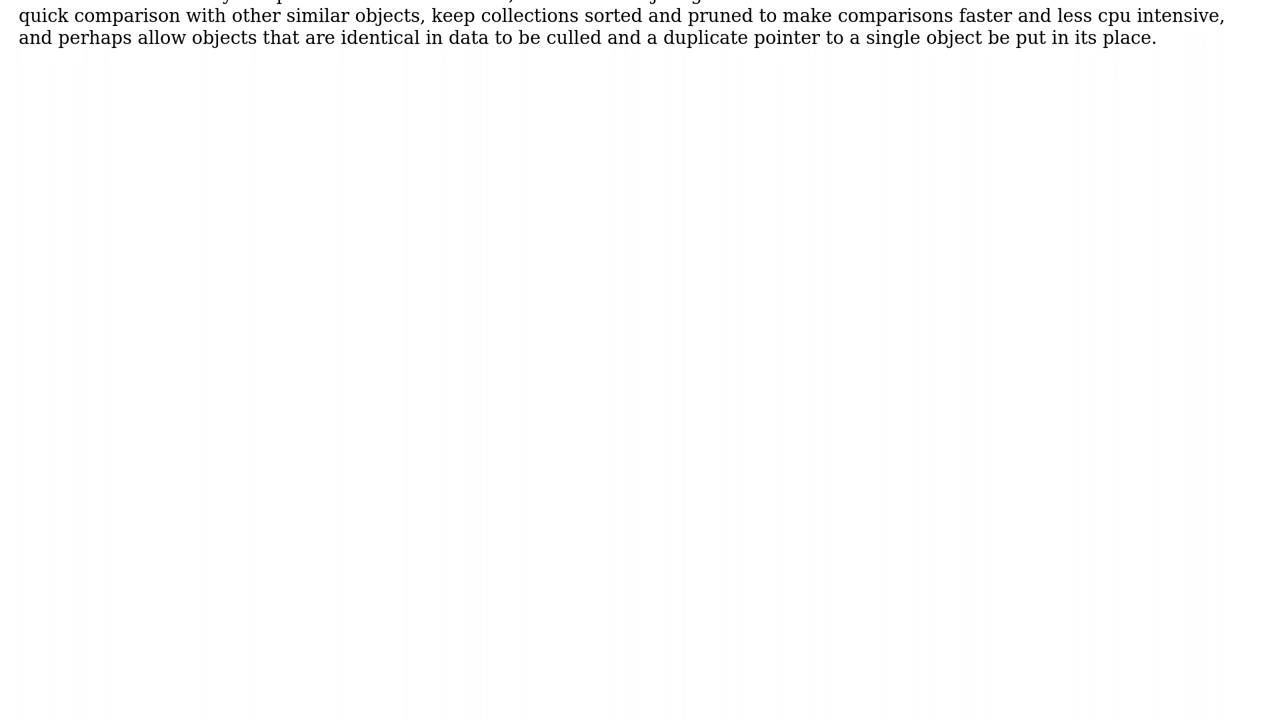 quick comparison with other similar objects, keep collections sorted and pruned to make comparisons faster and less cpu intensive,
and perhaps allow objects that are identical in data to be culled and a duplicate pointer to a single object be put in its place.